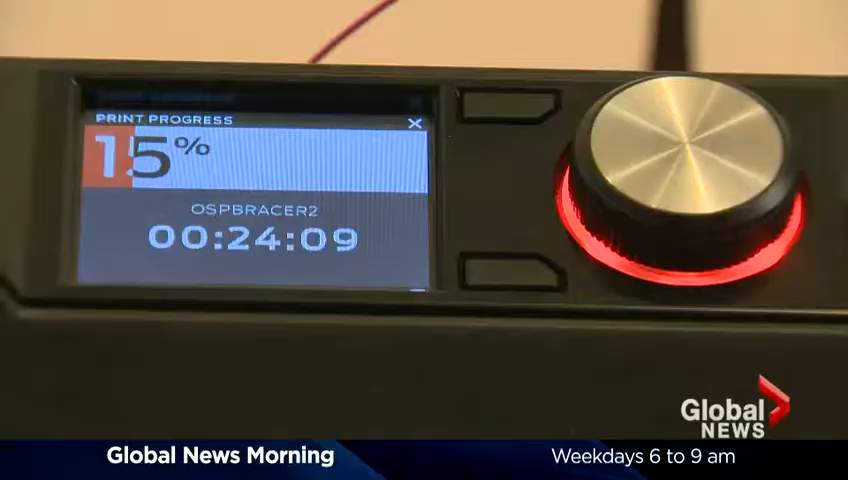 PRINT PROGRESS
15%
OSPBRACER2
00:24:09
Global
NEWS
Global News Morning
Weekdays 6 to 9 am